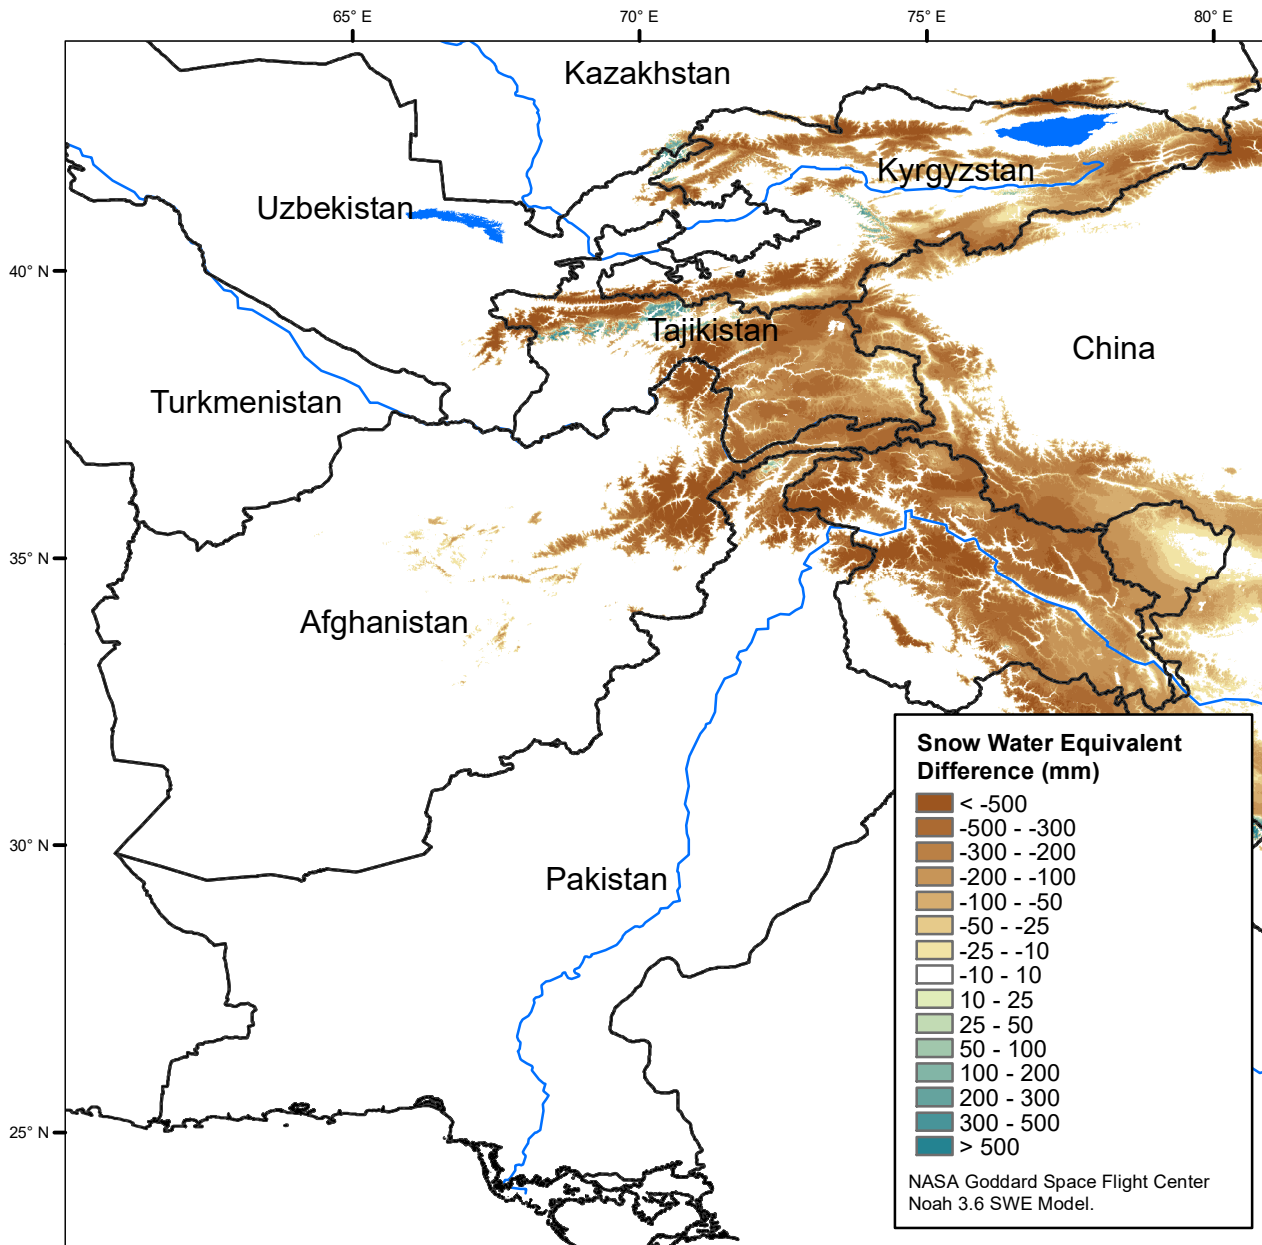 65° E
70° E
75° E
80° E
Kazakhstan
Kyrgyzstan
Uzbekistan
40° N
Tajikistan
China
Turkmenistan
35° N
Afghanistan
Snow Water Equivalent
Difference (mm)
< -500
-500 - -300
-300 - -200
-200 - -100
-100 - -50
-50 - -25
-25 - -10
-10 - 10
10 - 25
25 - 50
50 - 100
100 - 200
200 - 300
300 - 500
> 500
NASA Goddard Space Flight Center
Noah 3.6 SWE Model.
30° N
Pakistan
25° N